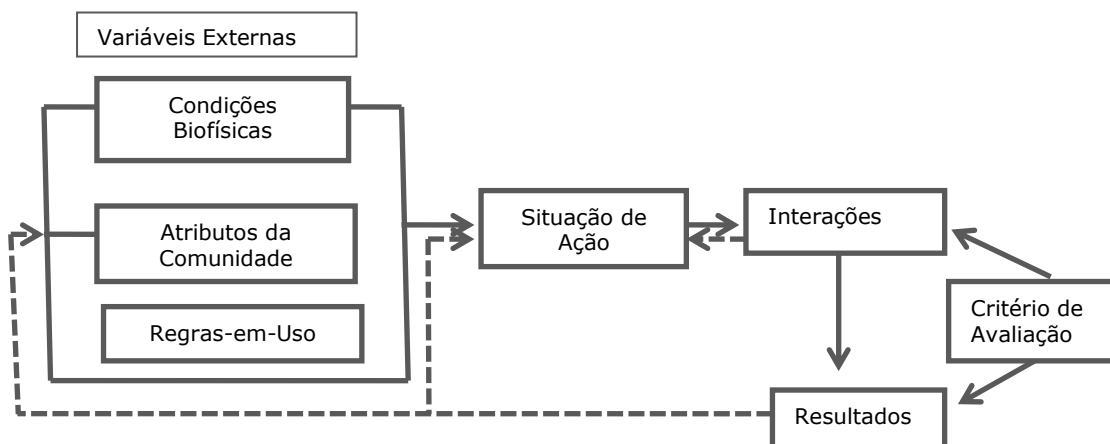 Variáveis Externas
Condições
Biofísicas
Atributos da
Comunidade
Regras-em-Uso
Situação de
Ação
Interações
Critério de
Avaliação
Resultados